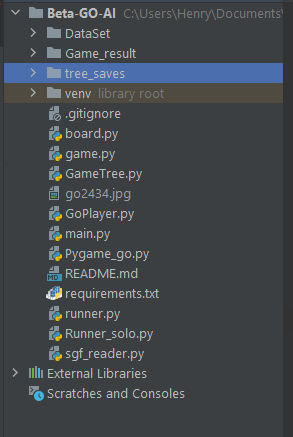 Beta-GO-AI C:\Users\Henry\Documents\
DataSet
Game_result
tree_saves
venv library root
.gitignore
board.py
game.py
GameTree.py
go2434.jpg
GoPlayer.py
main.py
Pygame_go.py
MD README.md
requirements.txt
runner.py
Runner_solo.py
sgf_reader.py
External Libraries
Scratches and Consoles